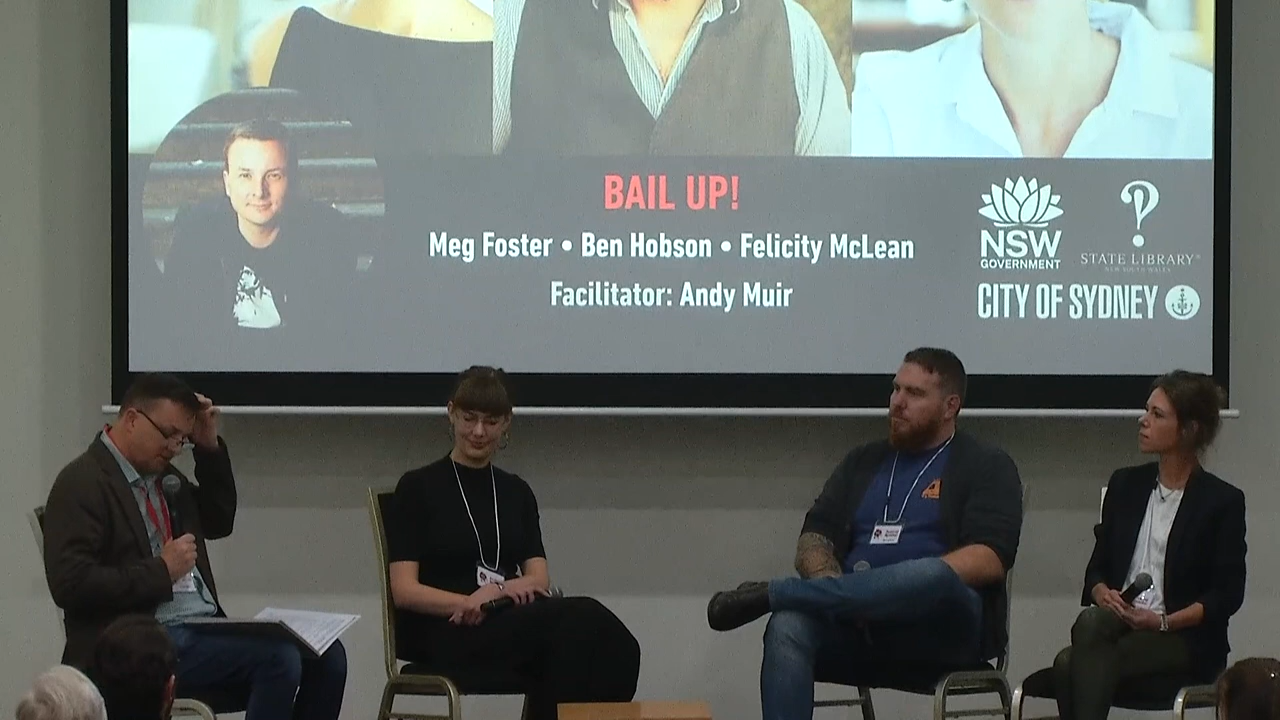 BAIL UP!
Meg Foster • Ben Hobson • Felicity McLean
Facilitator: Andy Muir
NSW
GOVERNMENT
STATE LIBRARY®
NEW SOUTH WALES
CITY OF SYDNEY